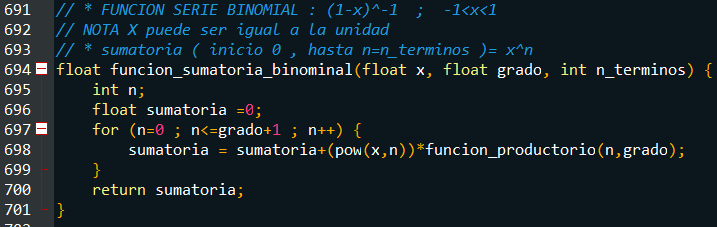 691 // * FUNCION SERIE BINOMIAL : (1-x)^-1  ;  -1<x<1
692 // NOTA X puede ser igual a la unidad
693 // * sumatoria ( inicio 0 , hasta n=n_terminos )= x^n
694 float funcion_sumatoria_binominal(float x, float grado, int n_terminos) {
695     int n;
696     float sumatoria =0;
697     for (n=0 ; n<=grado+1 ; n++) {
698         sumatoria = sumatoria+(pow(x,n))*funcion_productorio(n,grado);
699     }
700     return sumatoria;
701 }